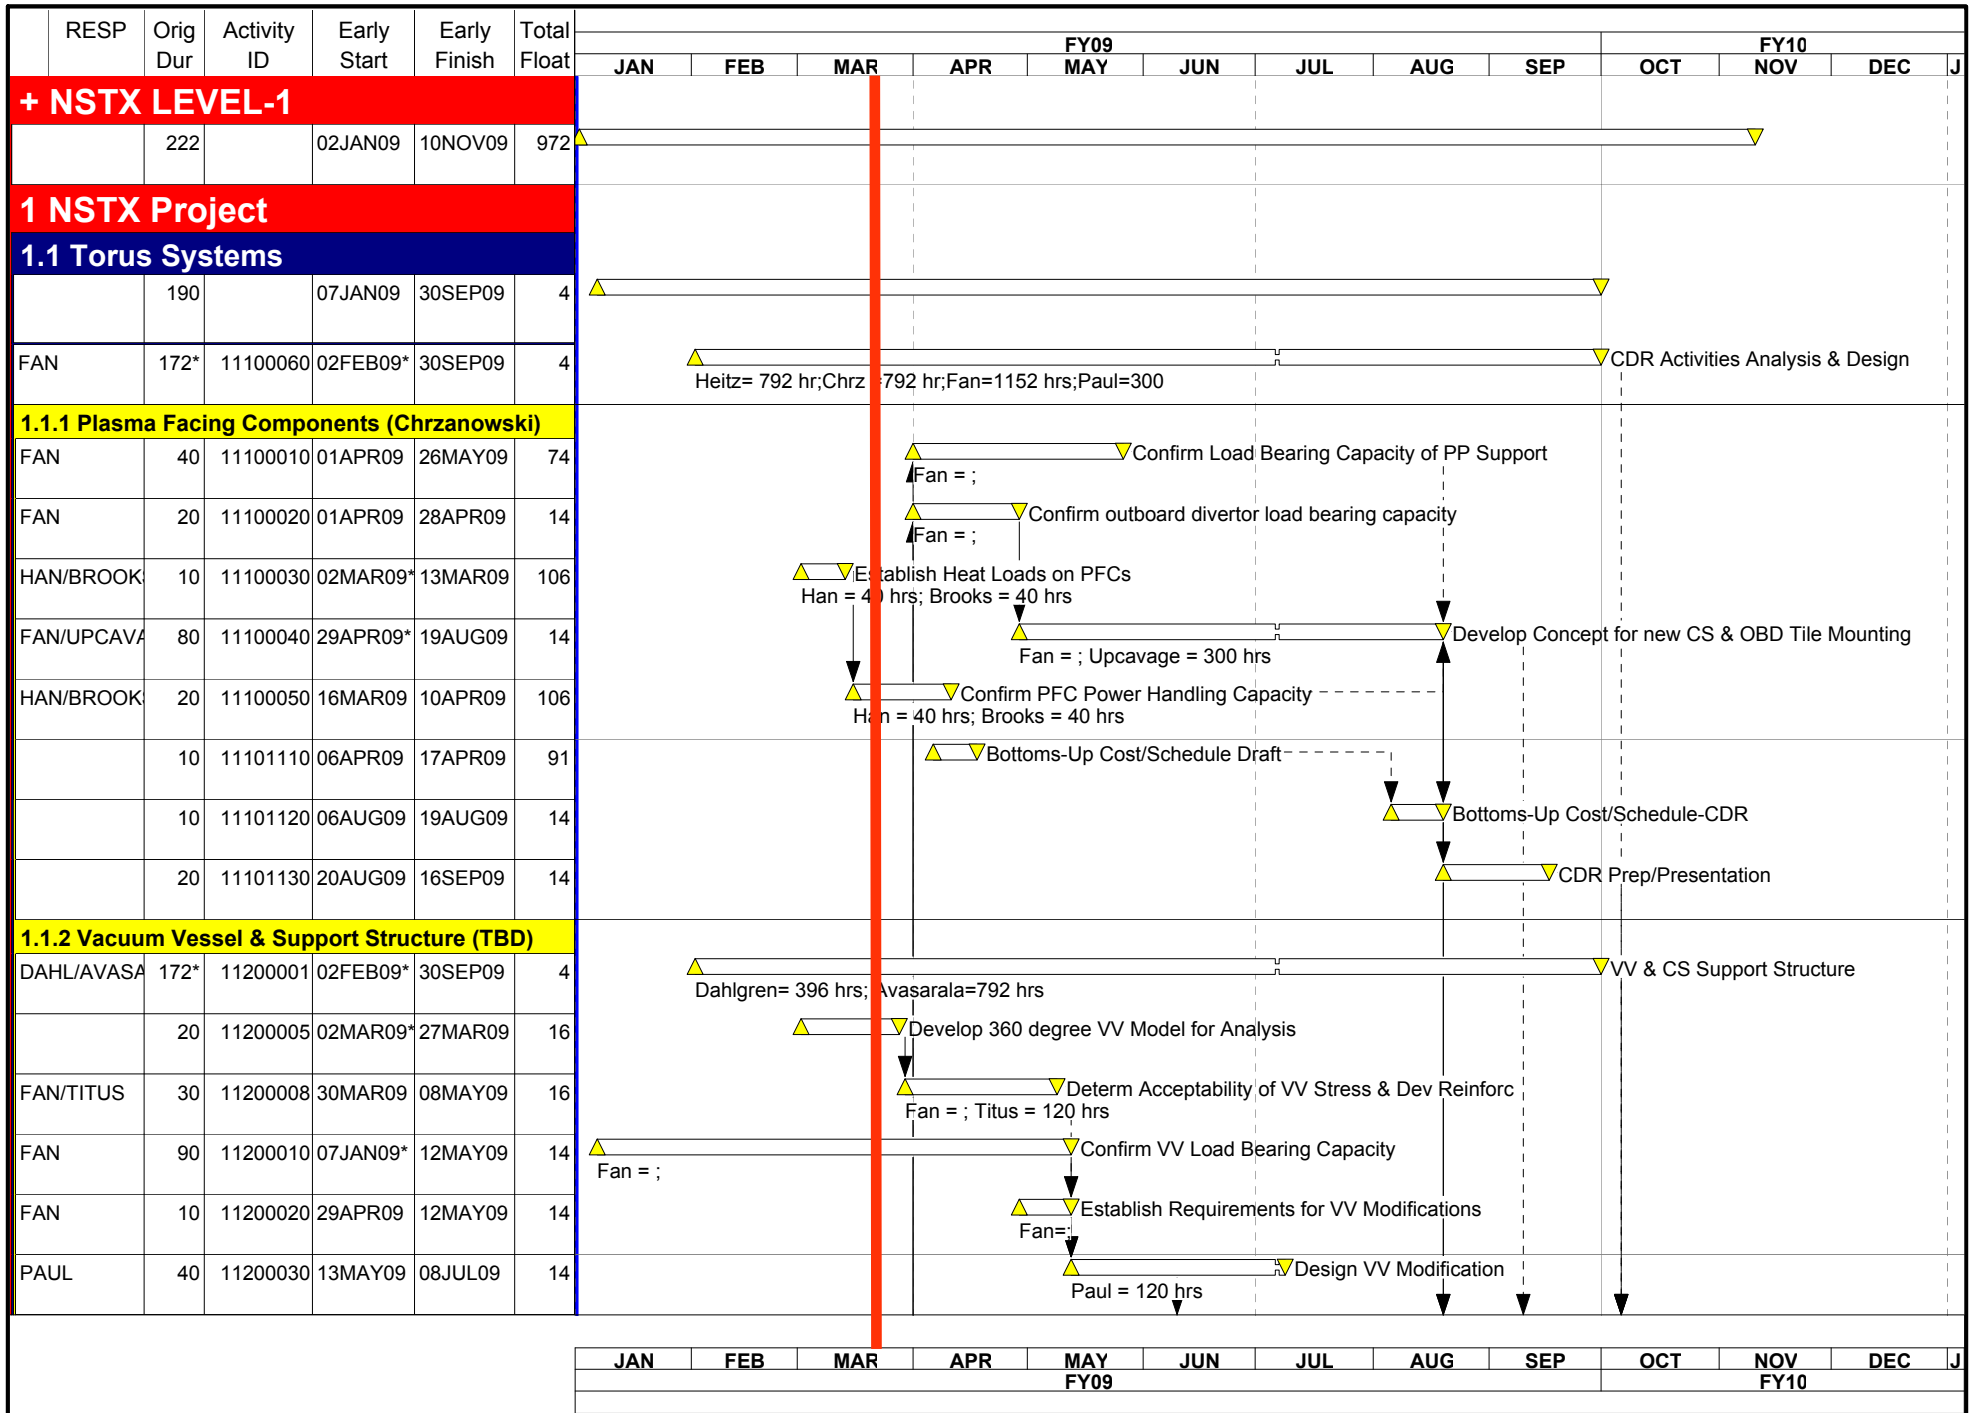 RESP Orig Dur Activity ID Early Start Early Finish Total Float
FY09 FY10
JAN FEB MAR APR MAY JUN JUL AUG SEP OCT NOV DEC J
+ NSTX LEVEL-1
222 02JAN09 10NOV09 972
1 NSTX Project
1.1 Torus Systems
190 07JAN09 30SEP09 4
FAN 172* 11100060 02FEB09* 30SEP09 4 CDR Activities Analysis & Design
Heitz= 792 hr;Chrz =792 hr;Fan=1152 hrs;Paul=300
1.1.1 Plasma Facing Components (Chrzanowski)
FAN 40 11100010 01APR09 26MAY09 74 Confirm Load Bearing Capacity of PP Support
Fan = ;
FAN 20 11100020 01APR09 28APR09 14 Confirm outboard divertor load bearing capacity
Fan = ;
HAN/BROOK 10 11100030 02MAR09* 13MAR09 106 Establish Heat Loads on PFCs
Han = 40 hrs; Brooks = 40 hrs
FAN/UPCAVA 80 11100040 29APR09* 19AUG09 14 Develop Concept for new CS & OBD Tile Mounting
Fan = ; Upcavage = 300 hrs
HAN/BROOK 20 11100050 16MAR09 10APR09 106 Confirm PFC Power Handling Capacity
Han = 40 hrs; Brooks = 40 hrs
10 11101110 06APR09 17APR09 91 Bottoms-Up Cost/Schedule Draft
10 11101120 06AUG09 19AUG09 14 Bottoms-Up Cost/Schedule-CDR
20 11101130 20AUG09 16SEP09 14 CDR Prep/Presentation
1.1.2 Vacuum Vessel & Support Structure (TBD)
DAHL/AVASA 172* 11200001 02FEB09* 30SEP09 4 VV & CS Support Structure
Dahlgren= 396 hrs; Avasarala=792 hrs
20 11200005 02MAR09* 27MAR09 16 Develop 360 degree VV Model for Analysis
FAN/TITUS 30 11200008 30MAR09 08MAY09 16 Determ Acceptability of VV Stress & Dev Reinforc
Fan = ; Titus = 120 hrs
FAN 90 11200010 07JAN09* 12MAY09 14 Confirm VV Load Bearing Capacity
Fan = ;
FAN 10 11200020 29APR09 12MAY09 14 Establish Requirements for VV Modifications
Fan=;
PAUL 40 11200030 13MAY09 08JUL09 14 Design VV Modification
Paul = 120 hrs
JAN FEB MAR APR MAY JUN JUL AUG SEP OCT NOV DEC J
FY09 FY10